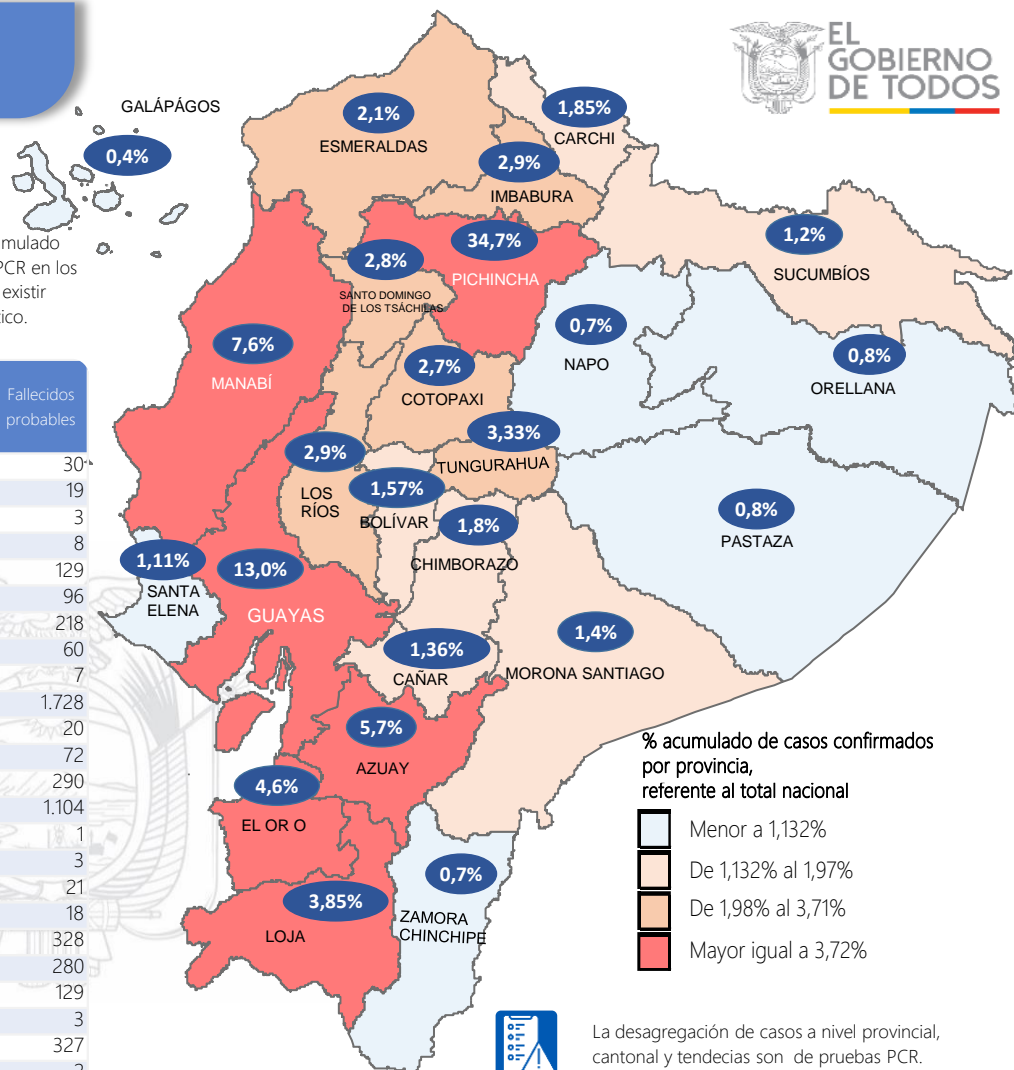 EL
GOBIERNO
DE TODOS
GALÁPÁGOS
0,4%
2,1%
ESMERALDAS
1,85%
CARCHI
2,9%
IMBABURA
34,7%
PICHINCHA
1,2%
SUCUMBÍOS
2,8%
SANTO DOMINGO
DE LOS TSÁCHILAS
mulado
PCR en los
existir
tico.
7,6%
MANABÍ
0,7%
NAPO
0,8%
ORELLANA
2,7%
COTOPAXI
3,33%
TUNGURAHUA
2,9%
LOS
RÍOS
1,57%
BOLÍVAR
1,8%
CHIMBORAZO
0,8%
PASTAZA
1,11%
SANTA
ELENA
13,0%
GUAYAS
1,36%
CAÑAR
1,4%
MORONA SANTIAGO
5,7%
AZUAY
4,6%
EL OR O
3,85%
LOJA
0,7%
ZAMORA
CHINCHIPE
Fallecidos
probables
30
19
3
8
129
96
218
60
7
1.728
20
72
290
1.104
1
3
21
18
328
280
129
3
327
% acumulado de casos confirmados
por provincia,
referente al total nacional
Menor a 1,132%
De 1,132% al 1,97%
De 1,98% al 3,71%
Mayor igual a 3,72%
La desagregación de casos a nivel provincial,
cantonal y tendecias son de pruebas PCR.